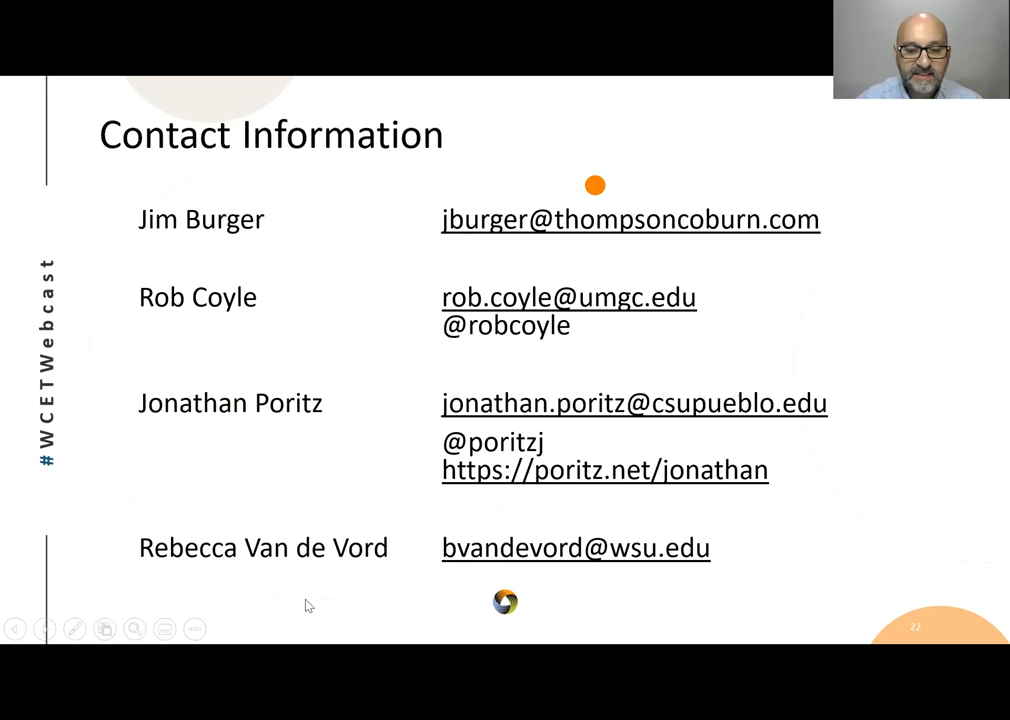 Contact Information
Jim Burger jburger@thompsoncoburn.com
Rob Coyle rob.coyle@umgc.edu
@robcoyle
Jonathan Poritz jonathan.poritz@csupueblo.edu
@poritzj
https://poritz.net/jonathan
Rebecca Van de Vord bvandevord@wsu.edu
#WCETWebcast
22